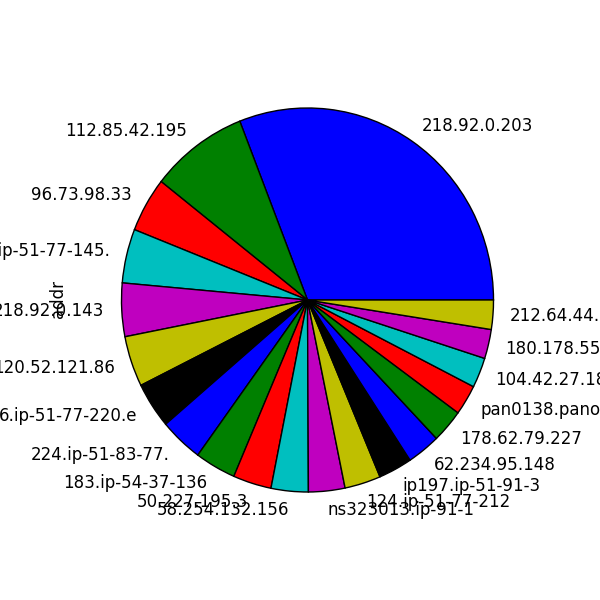 218.92.0.203
112.85.42.195
96.73.98.33
ip-51-77-145.
addr
218.92.0.143
120.52.121.86
6.ip-51-77-220.e
224.ip-51-83-77.
183.ip-54-37-136
50.227.195.3
58.254.132.156
ns323013.ip-91-1
124.ip-51-77-212
ip197.ip-51-91-3
62.234.95.148
178.62.79.227
pan0138.pano
104.42.27.18
180.178.55
212.64.44.